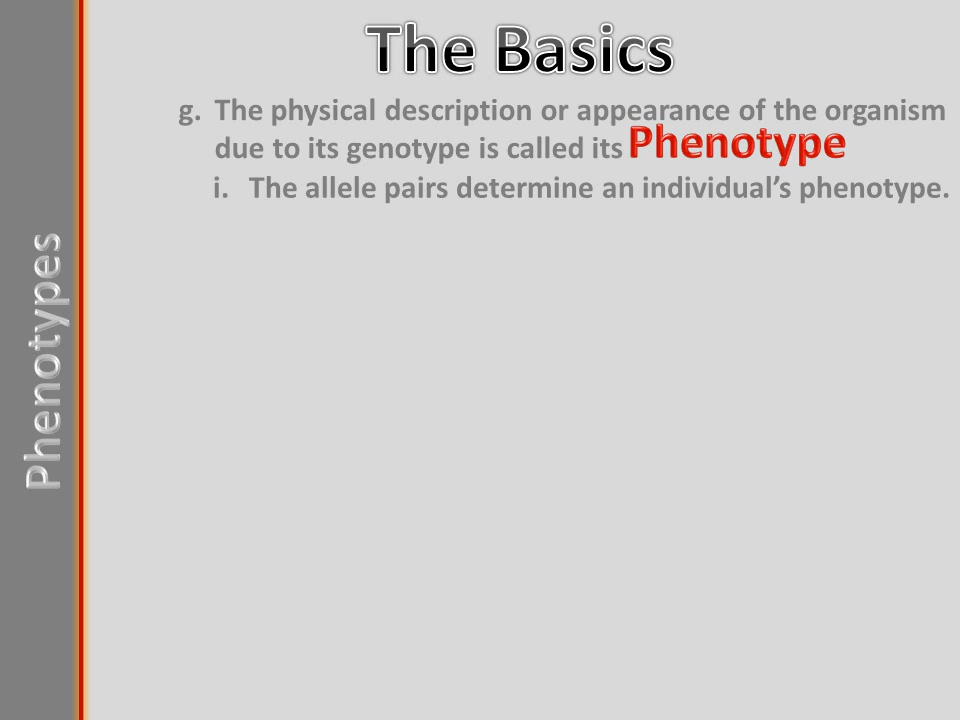 The Basics
g. The physical description or appearance of the organism
due to its genotype is called its Phenotype
i. The allele pairs determine an individual’s phenotype.
Phenotypes